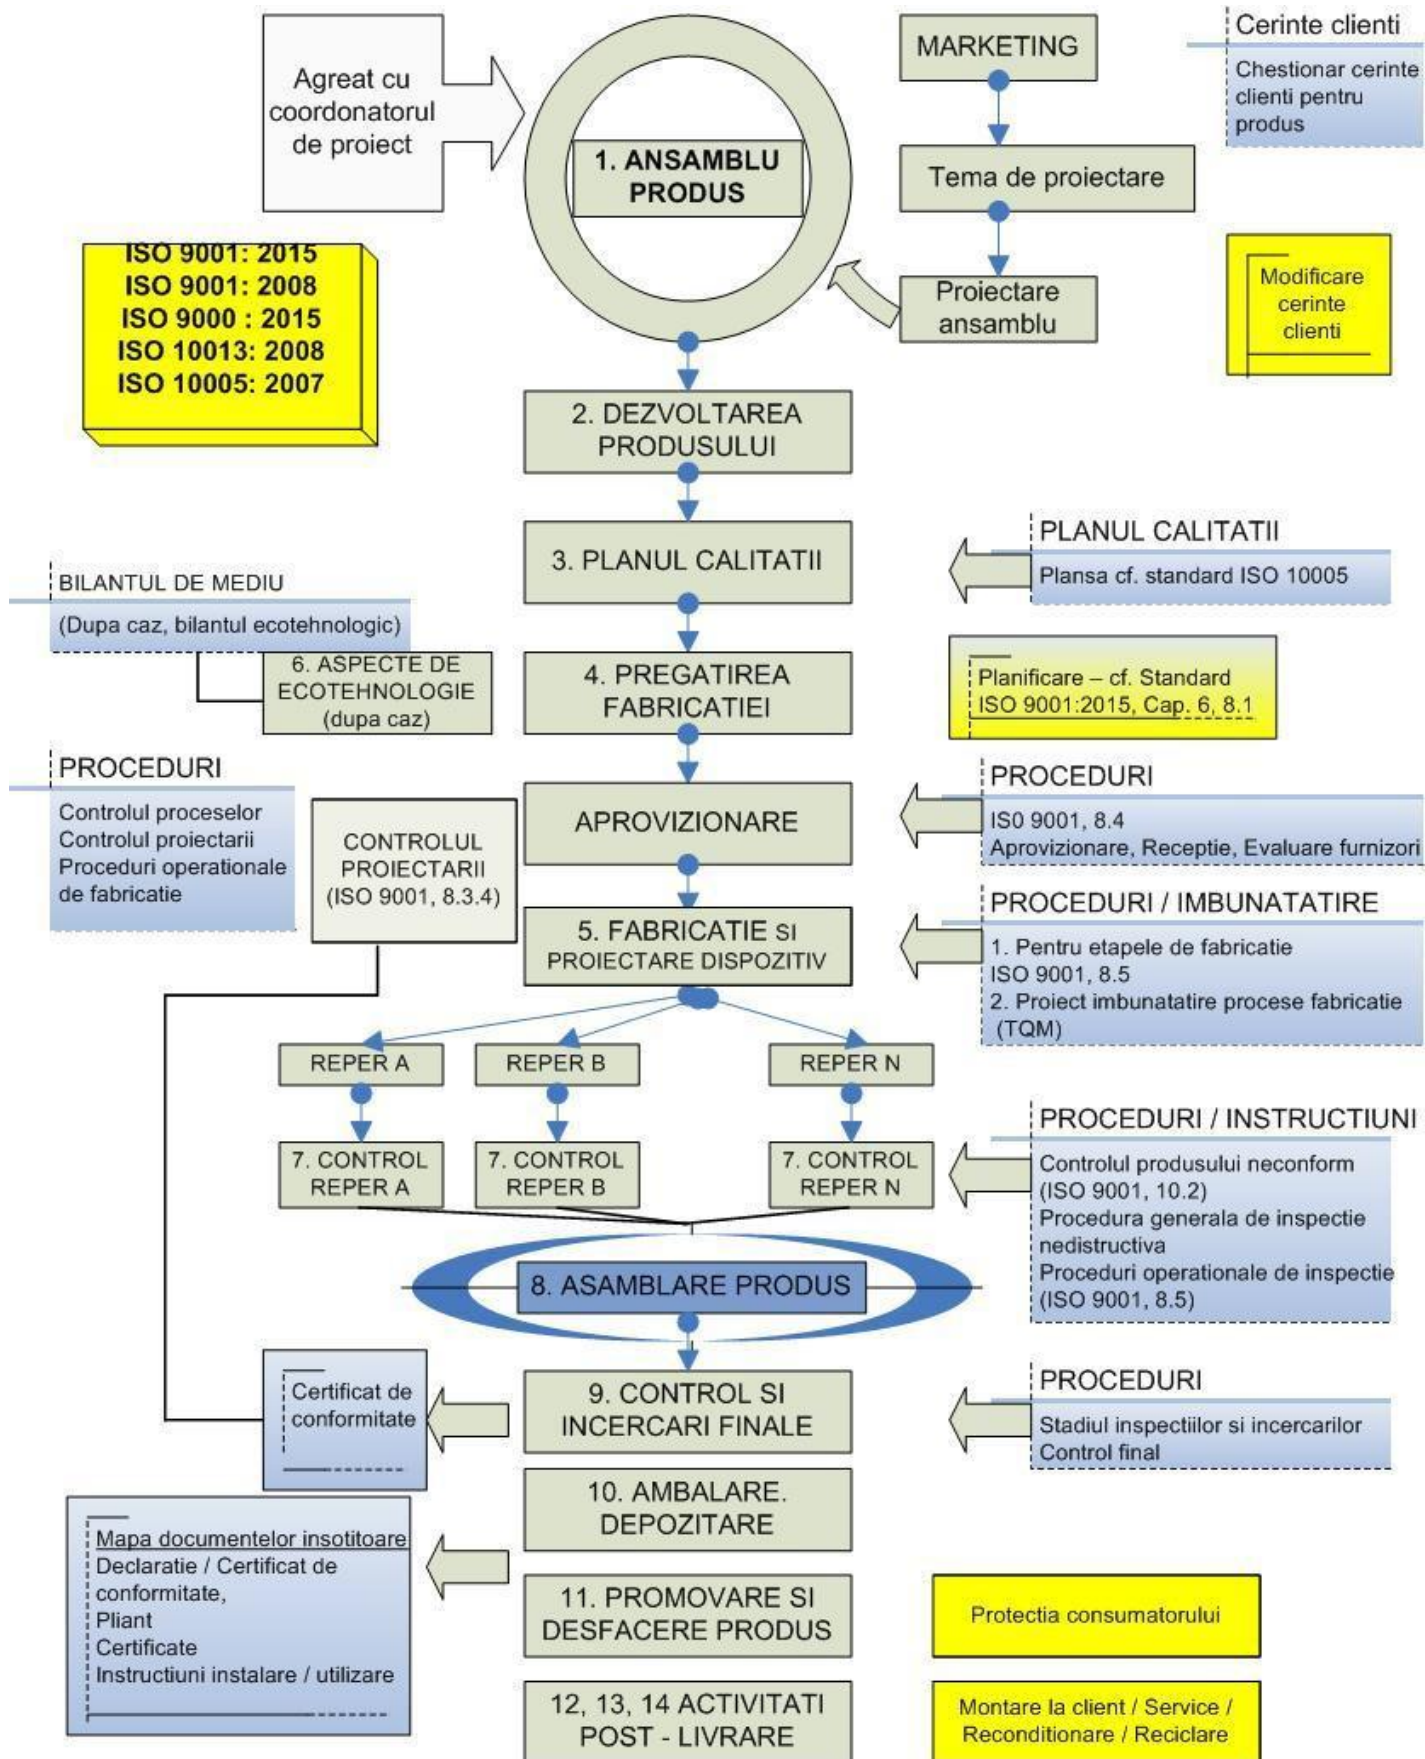 Agreat cu
coordonatorul
de proiect
1. ANSAMBLU
PRODUS
MARKETING
Tema de proiectare
Proiectare
ansamblu
Cerinte clienti
Chestionar cerinte
clienti pentru
produs
ISO 9001: 2015
ISO 9001: 2008
ISO 9000 : 2015
ISO 10013: 2008
ISO 10005: 2007
Modificare
cerinte
clienti
2. DEZVOLTAREA
PRODUSULUI
3. PLANUL CALITATII
PLANUL CALITATII
Plansa cf. standard ISO 10005
BILANTUL DE MEDIU
(Dupa caz, bilantul ecotehnologic)
6. ASPECTE DE
ECOTEHNOLOGIE
(dupa caz)
4. PREGATIREA
FABRICATIEI
Planificare – cf. Standard
ISO 9001:2015, Cap. 6, 8.1
PROCEDURI
Controlul proceselor
Controlul proiectarii
Proceduri operationale
de fabricatie
CONTROLUL
PROIECTARII
(ISO 9001, 8.3.4)
APROVIZIONARE
PROCEDURI
IS0 9001, 8.4
Aprovizionare, Receptie, Evaluare furnizori
5. FABRICATIE SI
PROIECTARE DISPOZITIV
PROCEDURI / IMBUNATATIRE
1. Pentru etapele de fabricatie
ISO 9001, 8.5
2. Proiect imbunatatire procese fabricatie
(TQM)
REPER A
REPER B
REPER N
7. CONTROL
REPER A
7. CONTROL
REPER B
7. CONTROL
REPER N
PROCEDURI / INSTRUCTIUNI
Controlul produsului neconform
(ISO 9001, 10.2)
Procedura generala de inspectie
nedistructiva
Proceduri operationale de inspectie
(ISO 9001, 8.5)
8. ASAMBLARE PRODUS
Certificat de
conformitate
9. CONTROL SI
INCERCARI FINALE
PROCEDURI
Stadiul inspectiilor si incercarilor
Control final
10. AMBALARE.
DEPOZITARE
Mapa documentelor insotitoare
Declaratie / Certificat de
conformitate,
Pliant
Certificate
Instructiuni instalare / utilizare
11. PROMOVARE SI
DESFACERE PRODUS
Protectia consumatorului
12, 13, 14 ACTIVITATI
POST - LIVRARE
Montare la client / Service /
Reconditionare / Reciclare